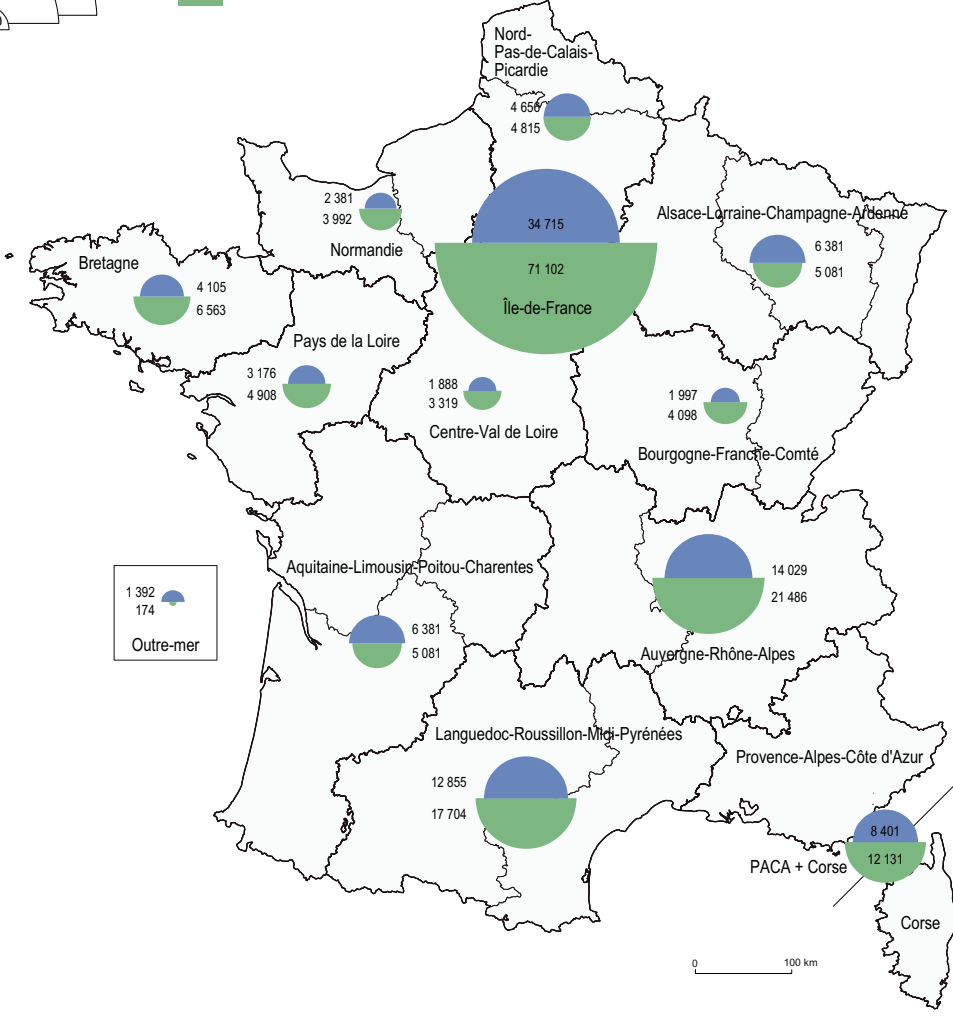 Nord-
Pas-de-Calais-
Picardie
4 656
4 815
2 381
3 992
Normandie
34 715
71 102
Île-de-France
Alsace-Lorraine-Champagne-Ardenne
6 381
5 081
Bretagne
4 105
6 563
Pays de la Loire
3 176
4 908
1 888
3 319
Centre-Val de Loire
1 997
4 098
Bourgogne-Franche-Comté
Aquitaine-Limousin-Poitou-Charentes
6 381
5 081
14 029
21 486
Auvergne-Rhône-Alpes
1 392
174
Outre-mer
Languedoc-Roussillon-Midi-Pyrénées
12 855
17 704
Provence-Alpes-Côte d'Azur
8 401
12 131
PACA + Corse
Corse
0 100 km